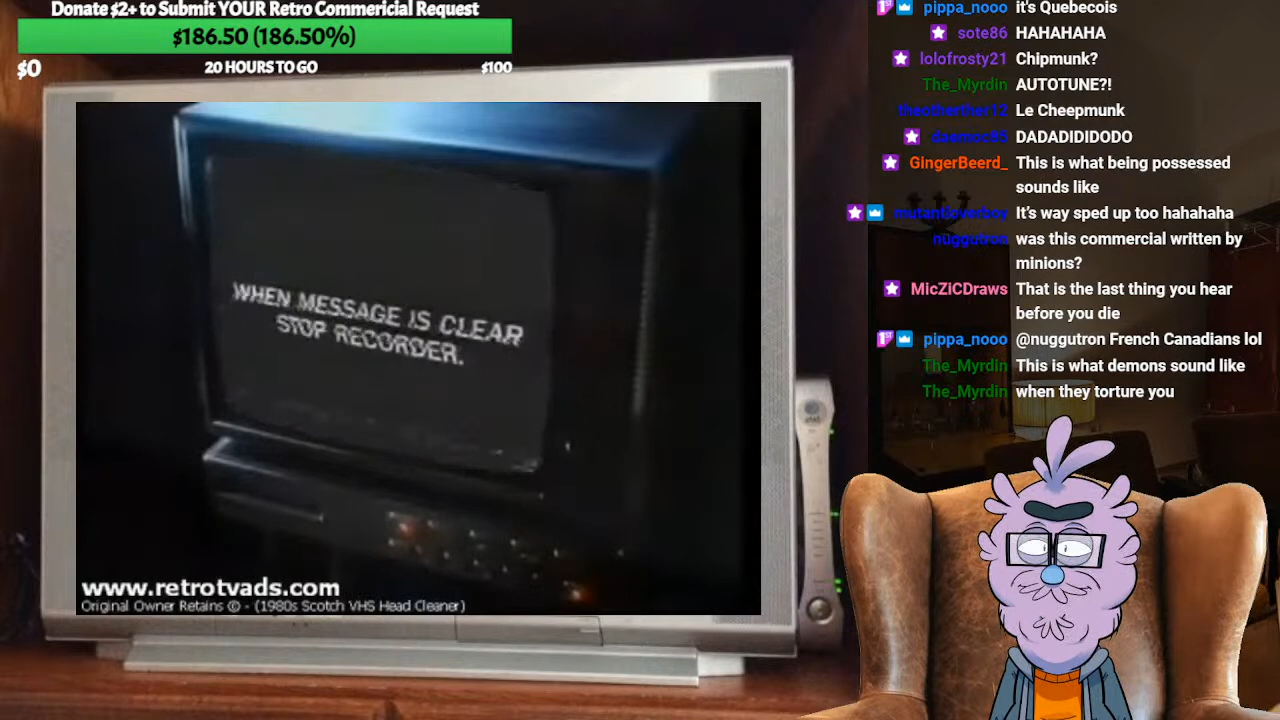 Donate $2+ to Submit YOUR Retro Commericial Request
$186.50 (186.50%)
$0
20 HOURS TO GO
$100
WHEN MESSAGE IS CLEAR
STOP RECORDER.
www.retrotvads.com
Original Owner Retains © - (1980s Scotch VHS Head Cleaner)
pippa_nooo it's Quebecois
sote86 HAHAHAHA
lolofrosty21 Chipmunk?
The_Myrdin AUTOTUNE?!
theotherther12 Le Cheepmunk
daemoc85 DADADIDIDODO
GingerBeerd_ This is what being possessed
sounds like
mutantloverboy It's way sped up too hahahaha
nuggutron was this commercial written by
minions?
MicZiCDraws That is the last thing you hear
before you die
pippa_nooo @nuggutron French Canadians lol
The_Myrdin This is what demons sound like
The_Myrdin when they torture you